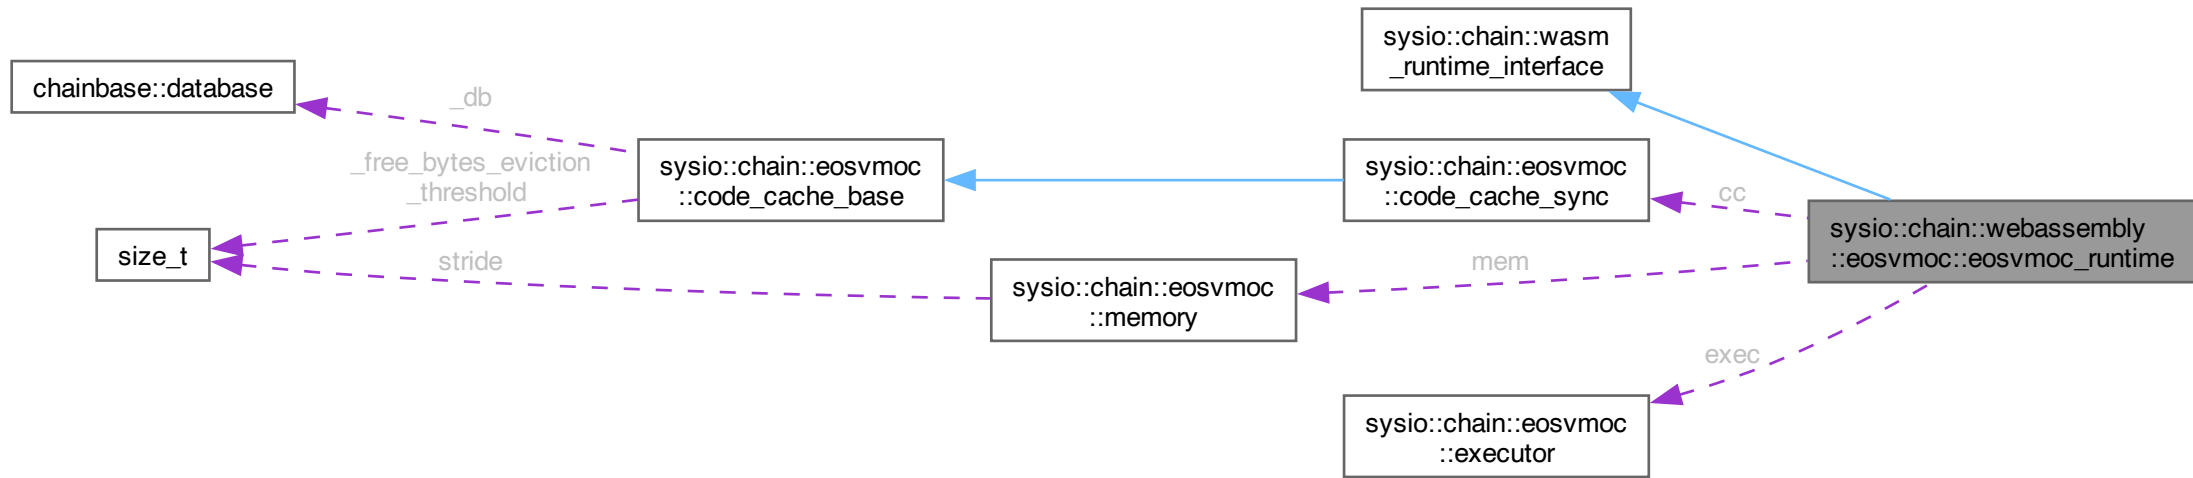 sysio::chain::wasm
_runtime_interface
chainbase::database
_db
_free_bytes_eviction
_threshold
sysio::chain::eosvmoc
::code_cache_base
sysio::chain::eosvmoc
::code_cache_sync
cc
sysio::chain::webassembly
::eosvmoc::eosvmoc_runtime
size_t
stride
sysio::chain::eosvmoc
::memory
mem
exec
sysio::chain::eosvmoc
::executor